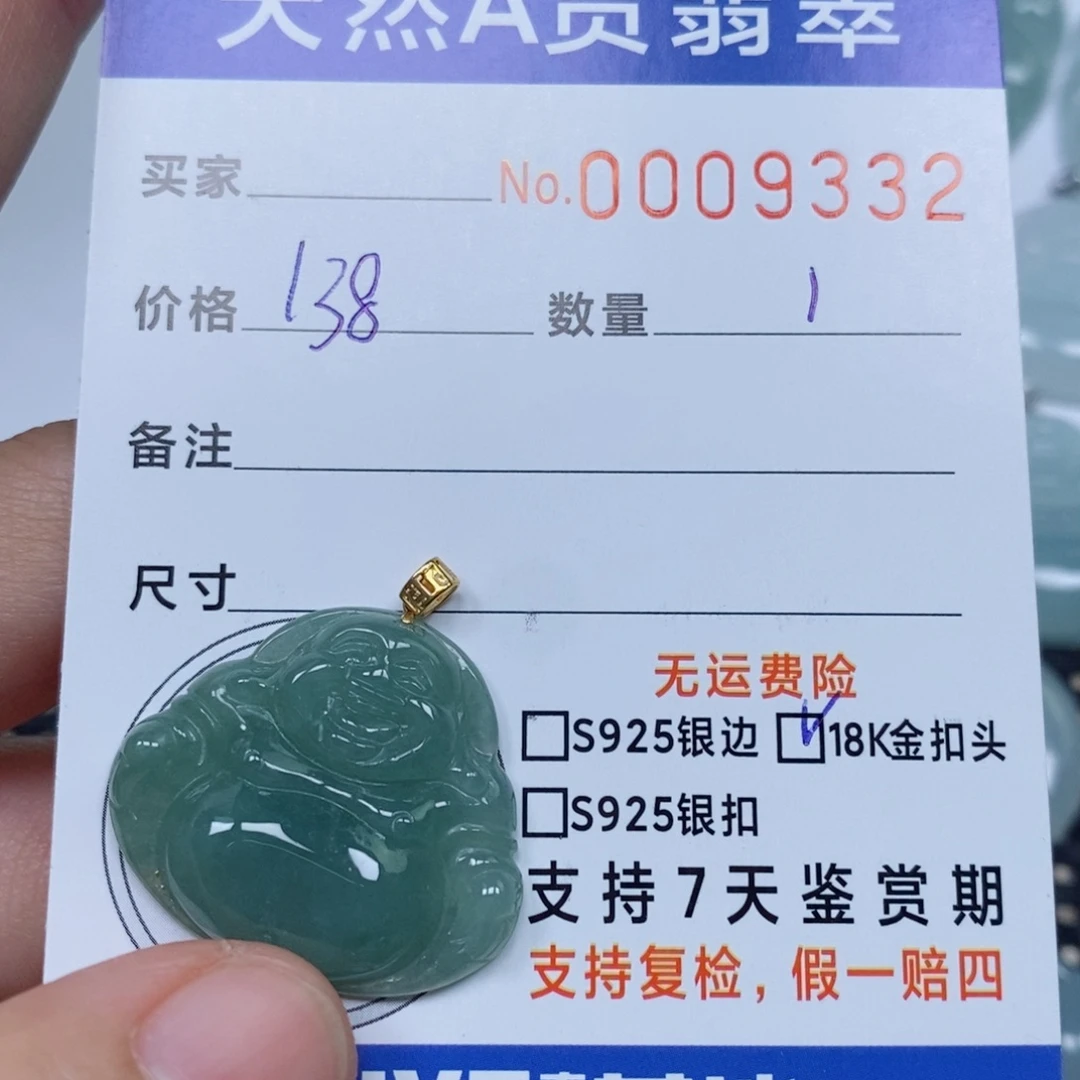 天然A货翡翠
买家 No.0009332
价格 138 数量 1
备注
尺寸
无运费险
S925银边 18K金扣头
S925银扣
支持7天鉴赏期
支持复检，假一赔四